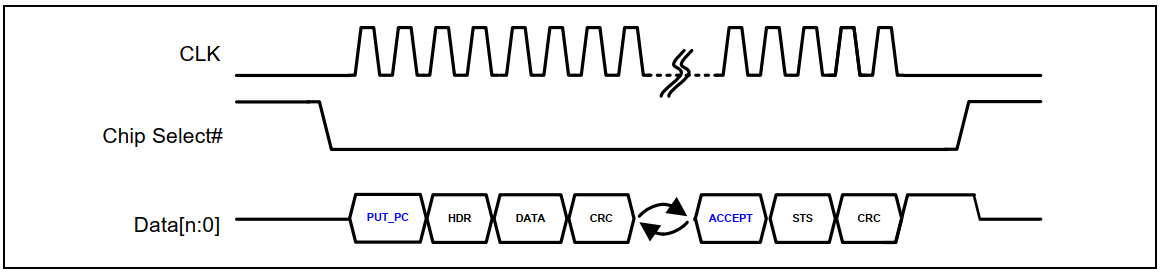 CLK
Chip Select#
Data[n:0]
PUT_PC HDR DATA CRC ACCEPT STS CRC